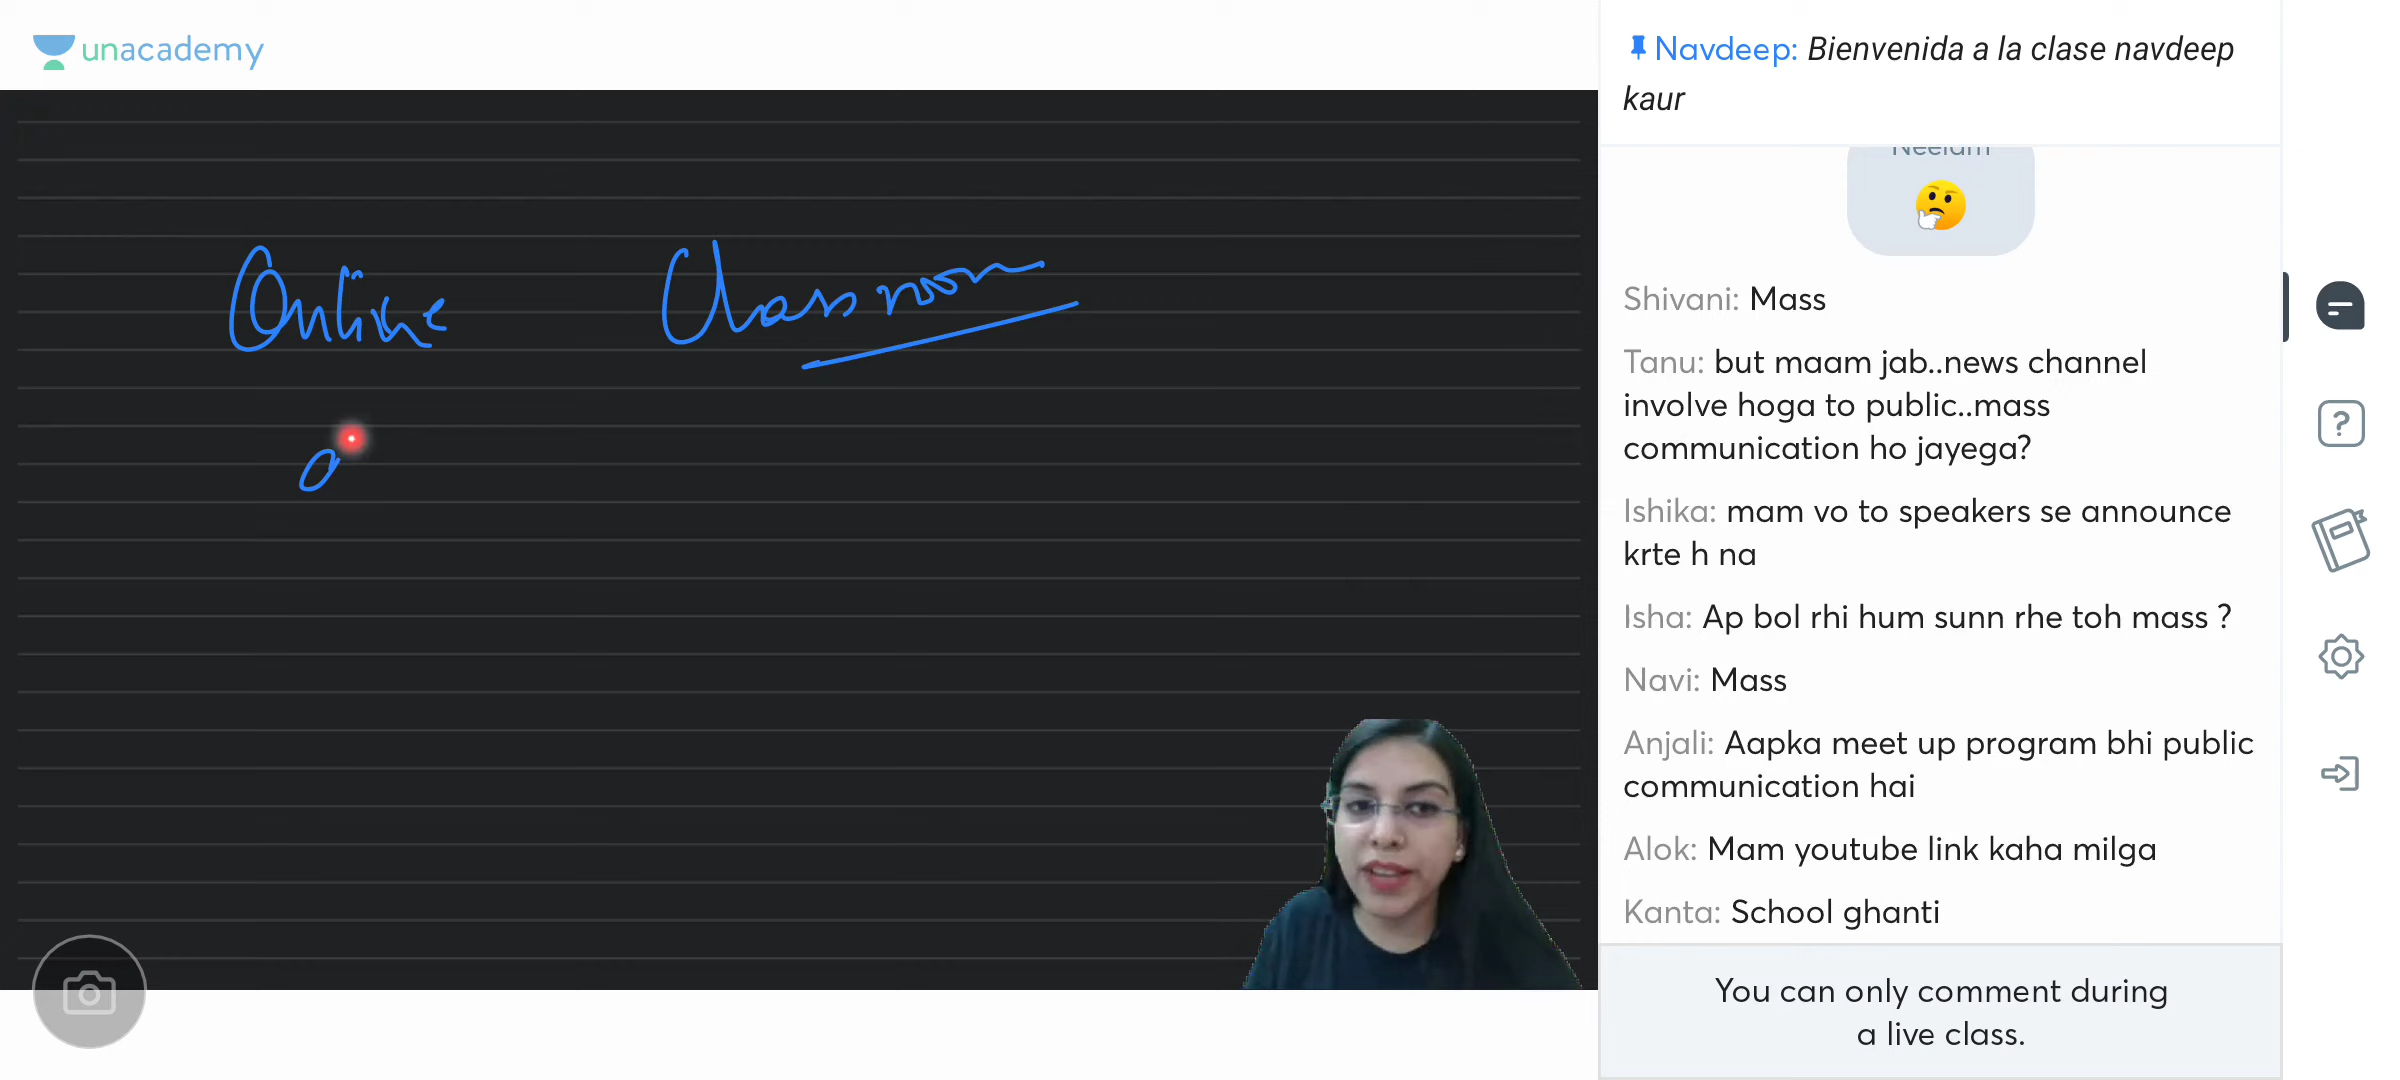 unacademy
Online Classroom
Navdeep: Bienvenida a la clase navdeep
kaur
Neelam
Shivani: Mass
Tanu: but maam jab..news channel
involve hoga to public..mass
communication ho jayega?
Ishika: mam vo to speakers se announce
krte h na
Isha: Ap bol rhi hum sunn rhe toh mass ?
Navi: Mass
Anjali: Aapka meet up program bhi public
communication hai
Alok: Mam youtube link kaha milga
Kanta: School ghanti
You can only comment during
a live class.